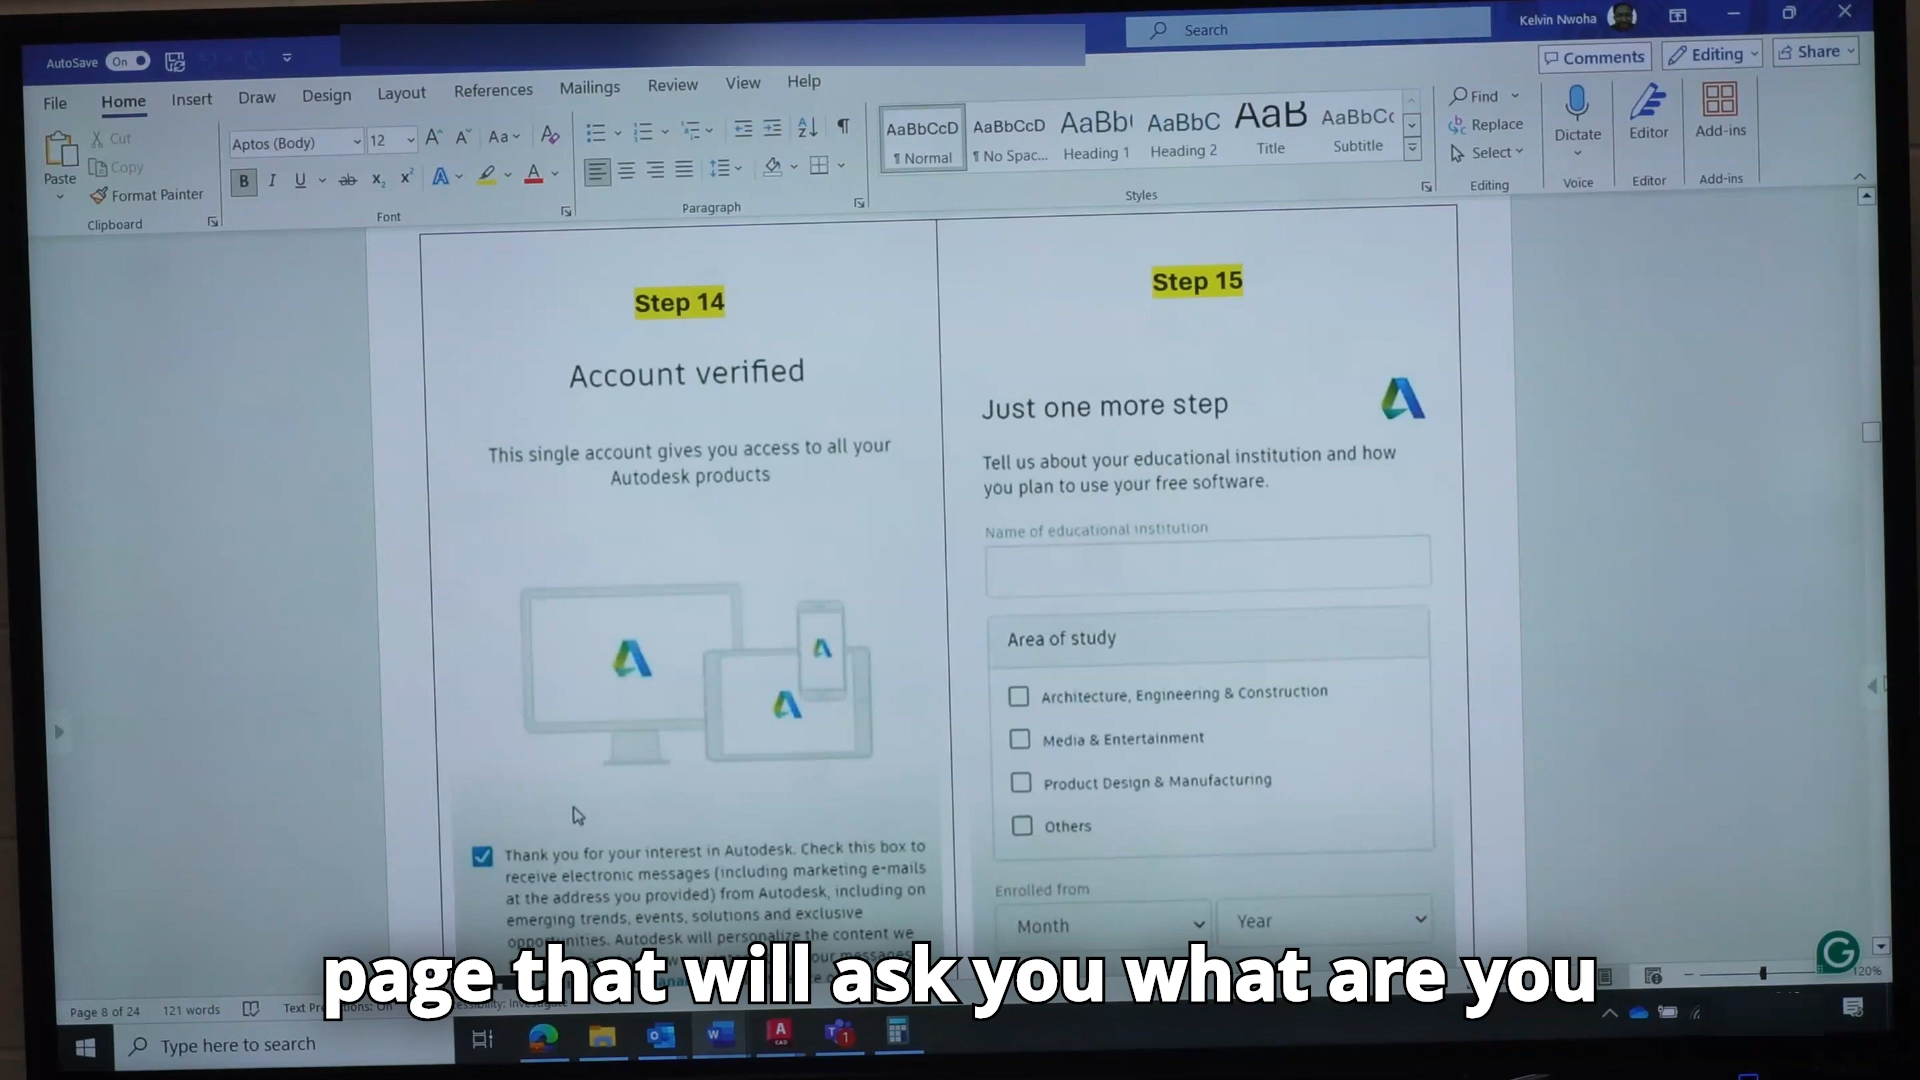 AutoSave On
Search
Kelvin Nwoha
File Home Insert Draw Design Layout References Mailings Review View Help
Comments Editing Share
Paste
Cut
Copy
Format Painter
Clipboard
Aptos (Body) 12
Font
Paragraph
AaBbCcD AaBbCcD AaBb( AaBbC AaB AaBbCc
¶ Normal ¶ No Spac... Heading 1 Heading 2 Title Subtitle
Styles
Find
Replace
Select
Editing
Dictate
Voice
Editor
Editor
Add-ins
Add-ins
Step 14
Account verified
This single account gives you access to all your
Autodesk products
Thank you for your interest in Autodesk. Check this box to
receive electronic messages (including marketing e-mails
at the address you provided) from Autodesk, including on
emerging trends, events, solutions and exclusive
opportunities. Autodesk will personalize the content we
Step 15
Just one more step
Tell us about your educational institution and how
you plan to use your free software.
Name of educational institution
Area of study
Architecture, Engineering & Construction
Media & Entertainment
Product Design & Manufacturing
Others
Enrolled from
Month Year
page that will ask you what are you
Page 8 of 24 121 words
120%
Type here to search